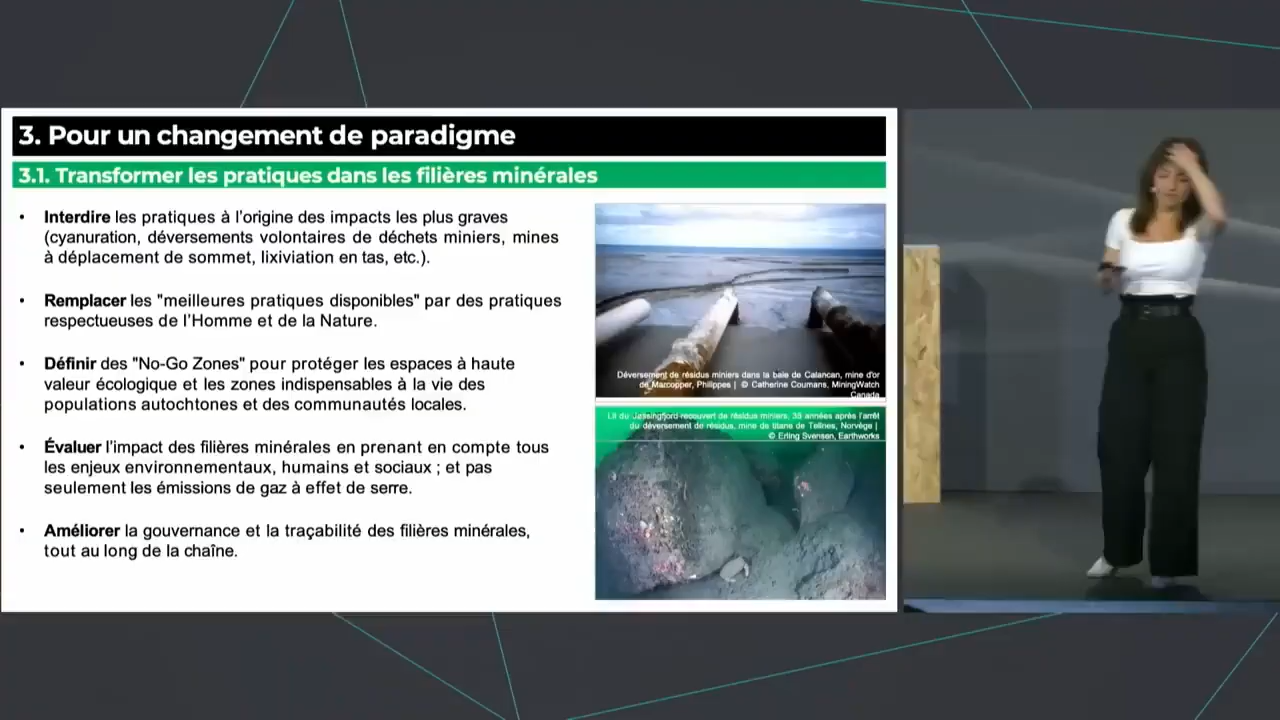 3. Pour un changement de paradigme
3.1. Transformer les pratiques dans les filières minérales
• Interdire les pratiques à l'origine des impacts les plus graves
(cyanuration, déversements volontaires de déchets miniers, mines
à déplacement de sommet, lixiviation en tas, etc.).
• Remplacer les "meilleures pratiques disponibles" par des pratiques
respectueuses de l'Homme et de la Nature.
• Définir des "No-Go Zones" pour protéger les espaces à haute
valeur écologique et les zones indispensables à la vie des
populations autochtones et des communautés locales.
• Évaluer l'impact des filières minérales en prenant en compte tous
les enjeux environnementaux, humains et sociaux ; et pas
seulement les émissions de gaz à effet de serre.
• Améliorer la gouvernance et la traçabilité des filières minérales,
tout au long de la chaîne.
Déversement de résidus miniers dans la baie de Calancan, mine d'or
de Marcopper, Philippes | © Catherine Coumans, MiningWatch
Canada
Lit du Jøssingfjord recouvert de résidus miniers, 35 années après l'arrêt
du déversement de résidus, mine de titane de Tellnes, Norvège |
© Erling Svensen, Earthworks